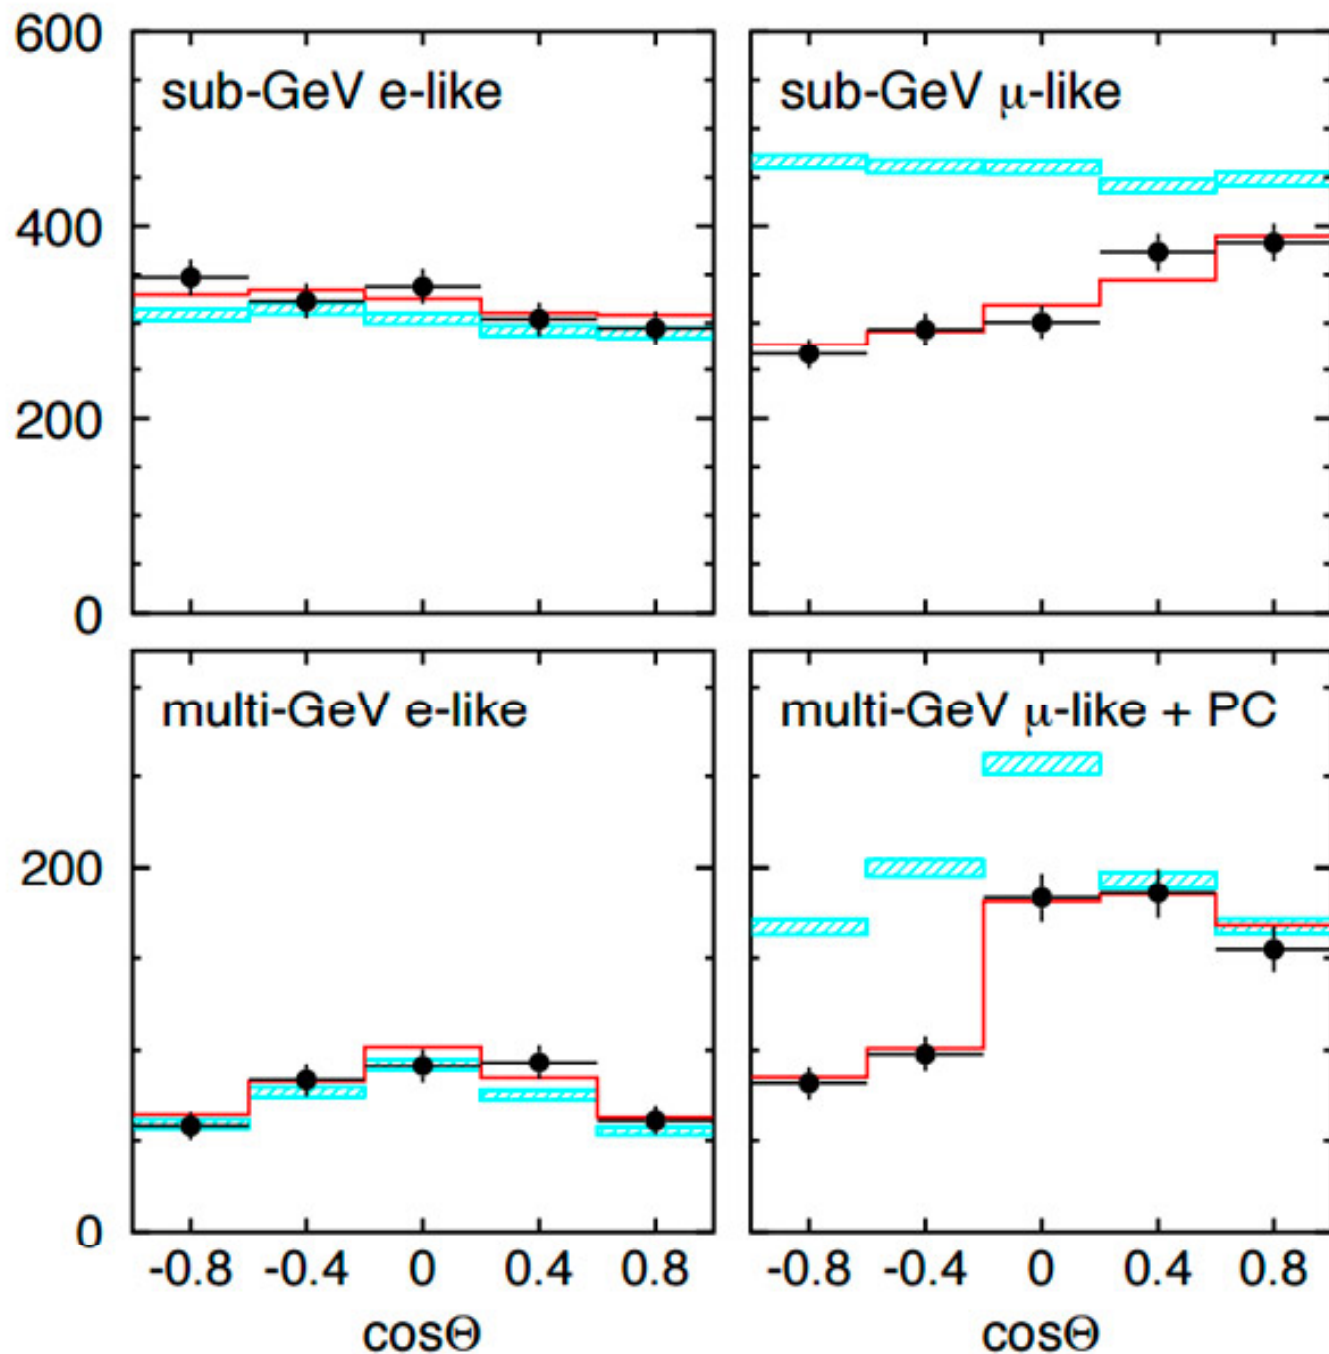 600
400
200
0
sub-GeV e-like
sub-GeV μ-like
200
0
multi-GeV e-like
multi-GeV μ-like + PC
-0.8 -0.4 0 0.4 0.8
-0.8 -0.4 0 0.4 0.8
cosΘ
cosΘ